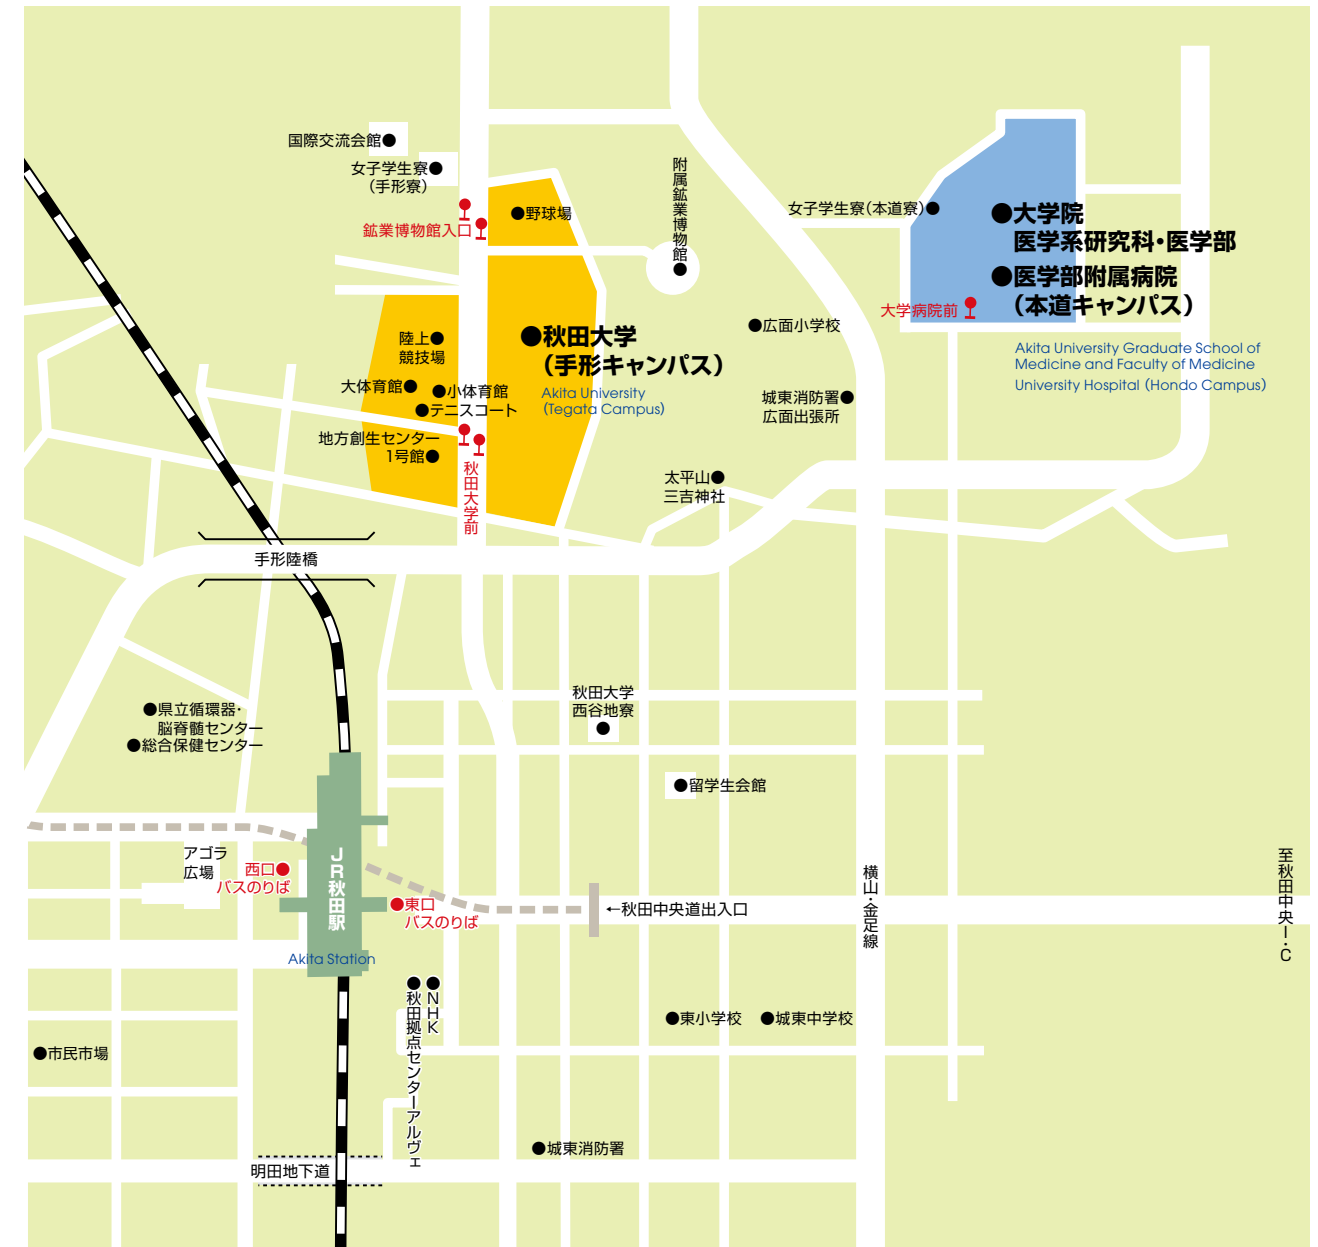 国際交流会館
女子学生寮
（手形寮）
鉱業博物館入口
野球場
附属鉱業博物館
女子学生寮（本道寮）
大学院
医学系研究科・医学部
医学部附属病院
（本道キャンパス）
大学病院前
Akita University Graduate School of
Medicine and Faculty of Medicine
University Hospital (Hondo Campus)
陸上
競技場
秋田大学
（手形キャンパス）
Akita University
(Tegata Campus)
広面小学校
大体育館
小体育館
テニスコート
城東消防署
広面出張所
地方創生センター
1号館
秋田大学前
太平山
三吉神社
手形陸橋
秋田大学
西谷地寮
県立循環器・
脳脊髄センター
総合保健センター
留学生会館
アゴラ
広場
西口
バスのりば
JR秋田駅
Akita Station
東口
バスのりば
←秋田中央道出入口
横山・金足線
至秋田中央I・C
NHK
秋田拠点センターアルヴェ
東小学校
城東中学校
市民市場
城東消防署
明田地下道